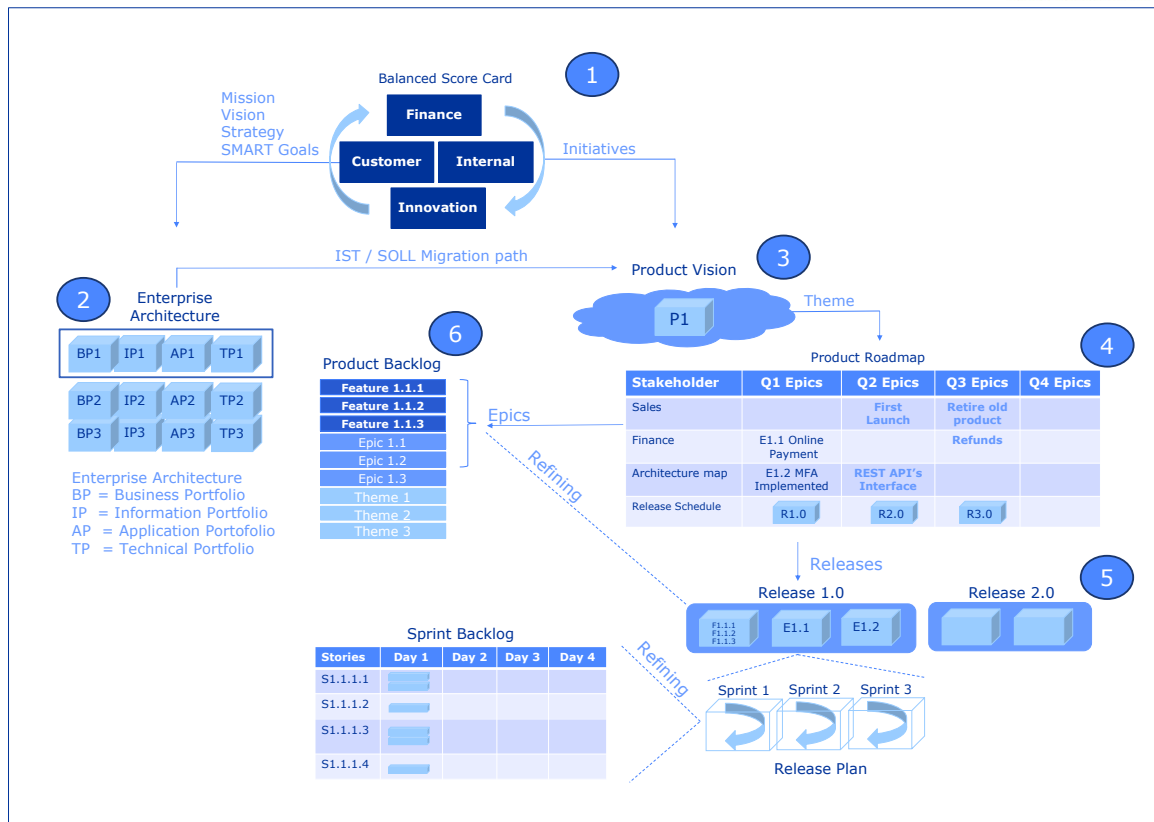 1
Balanced Score Card
Mission
Vision
Strategy
SMART Goals
Finance
Customer
Internal
Innovation
Initiatives
IST / SOLL Migration path
3
Product Vision
P1
Theme
2
Enterprise
Architecture
BP1 IP1 AP1 TP1
BP2 IP2 AP2 TP2
BP3 IP3 AP3 TP3
Enterprise Architecture
BP = Business Portfolio
IP = Information Portfolio
AP = Application Portofolio
TP = Technical Portfolio
6
Product Backlog
Feature 1.1.1
Feature 1.1.2
Feature 1.1.3
Epic 1.1
Epic 1.2
Epic 1.3
Theme 1
Theme 2
Theme 3
Epics
Refining
4
Product Roadmap
Stakeholder Q1 Epics Q2 Epics Q3 Epics Q4 Epics
Sales First Launch Retire old product
Finance E1.1 Online Payment Refunds
Architecture map E1.2 MFA Implemented REST API's Interface
Release Schedule R1.0 R2.0 R3.0
Releases
5
Release 1.0
F1.1.1
F1.1.2
F1.1.3
E1.1
E1.2
Release 2.0
Sprint Backlog
Stories Day 1 Day 2 Day 3 Day 4
S1.1.1.1
S1.1.1.2
S1.1.1.3
S1.1.1.4
Refining
Sprint 1 Sprint 2 Sprint 3
Release Plan